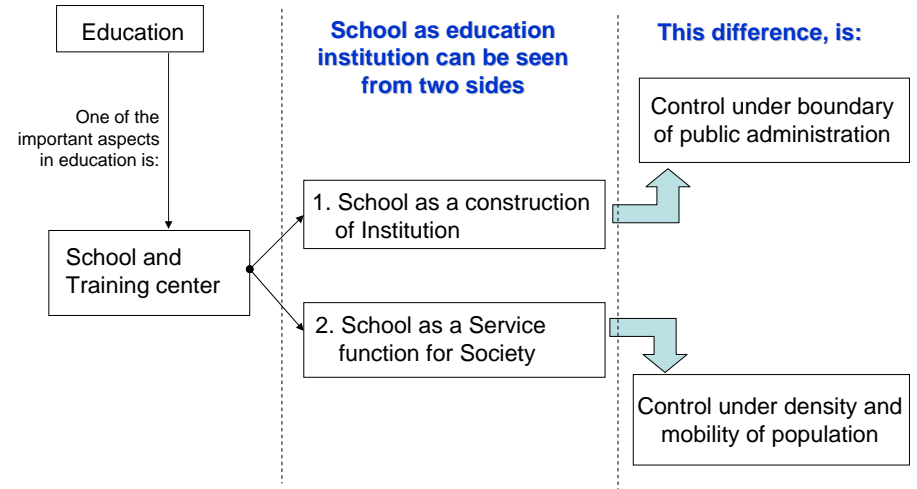 Education
One of the
important aspects
in education is:
School and
Training center
School as education
institution can be seen
from two sides
1. School as a construction
of Institution
2. School as a Service
function for Society
This difference, is:
Control under boundary
of public administration
Control under density and
mobility of population